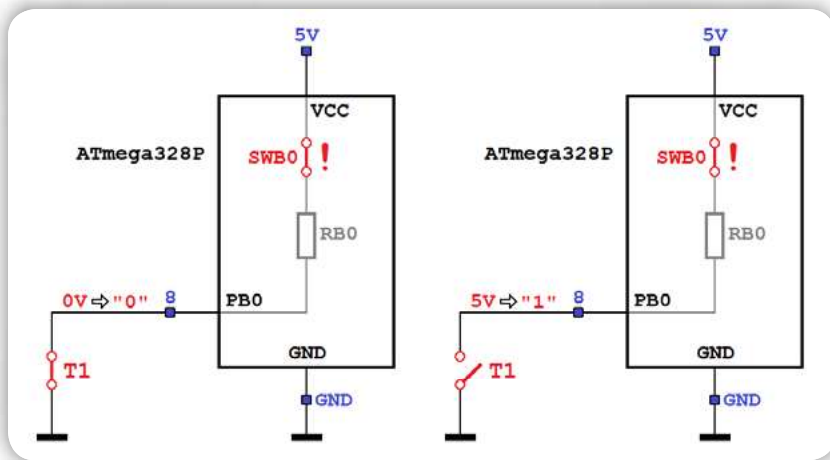 5V
VCC
ATmega328P
SWB0 !
RB0
0V ⇨ "0"
8
PB0
T1
GND
GND
5V
VCC
ATmega328P
SWB0 !
RB0
5V ⇨ "1"
8
PB0
T1
GND
GND